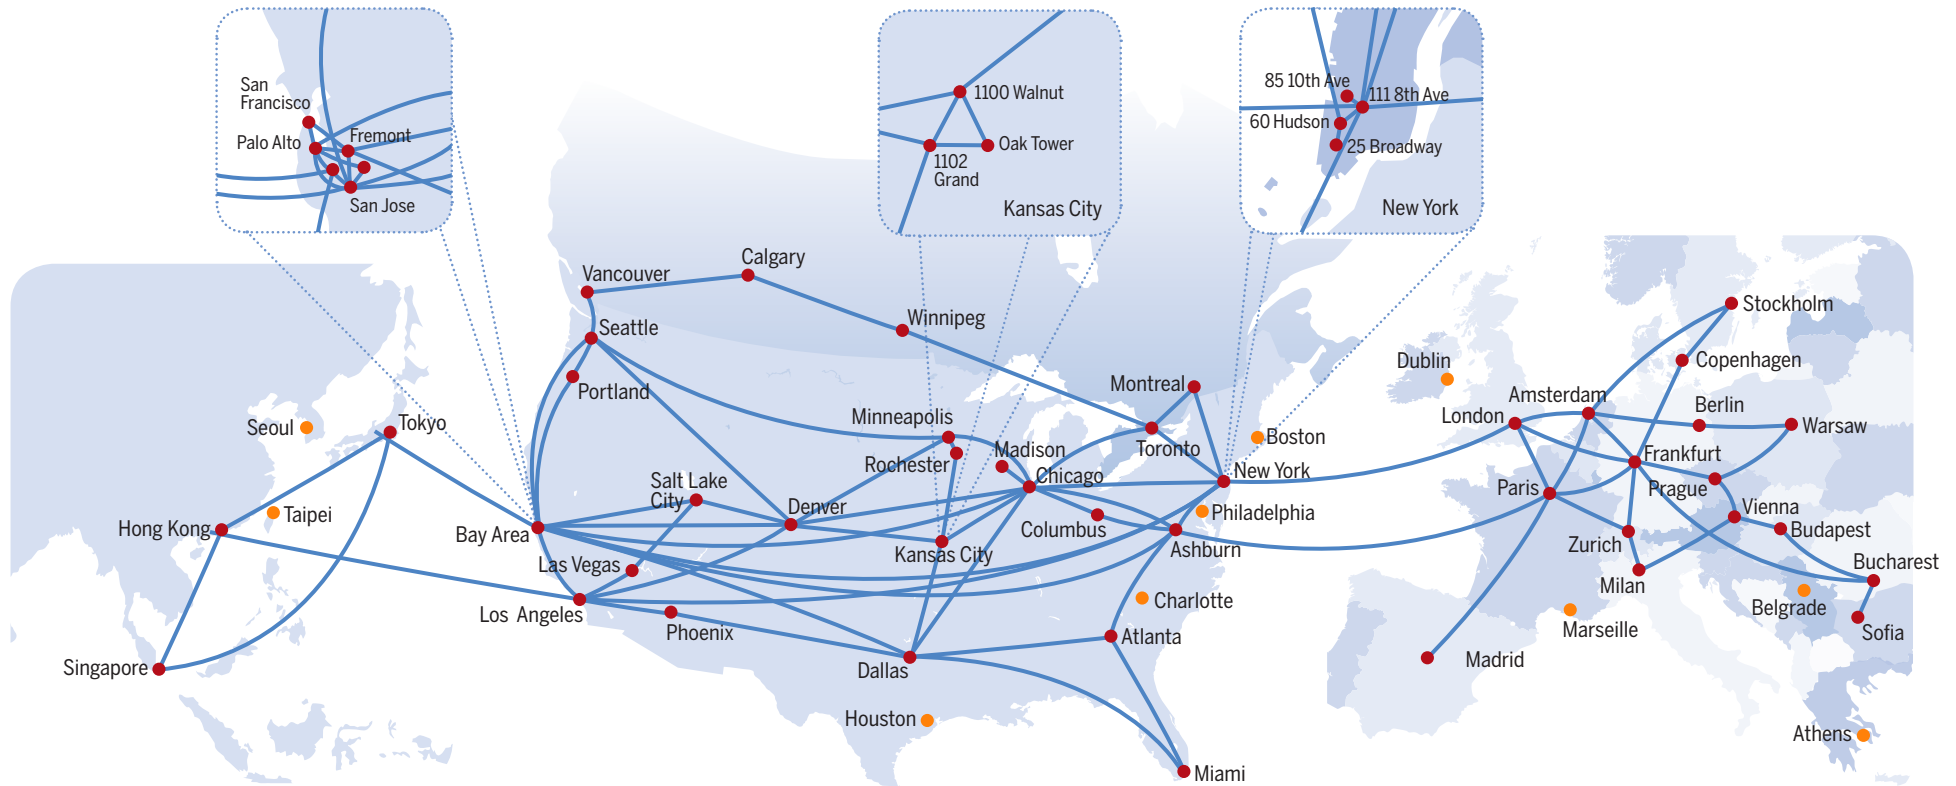 San
Francisco
Palo Alto
Fremont
San Jose
1100 Walnut
Oak Tower
1102
Grand
Kansas City
85 10th Ave
111 8th Ave
60 Hudson
25 Broadway
New York
Seoul
Tokyo
Taipei
Hong Kong
Singapore
Vancouver
Calgary
Seattle
Winnipeg
Portland
Minneapolis
Rochester
Madison
Chicago
Montreal
Toronto
Boston
New York
Salt Lake
City
Denver
Bay Area
Kansas City
Columbus
Philadelphia
Ashburn
Las Vegas
Los Angeles
Phoenix
Charlotte
Atlanta
Dallas
Houston
Miami
Stockholm
Dublin
Copenhagen
Amsterdam
London
Berlin
Warsaw
Frankfurt
Paris
Prague
Vienna
Budapest
Zurich
Bucharest
Milan
Belgrade
Marseille
Sofia
Madrid
Athens